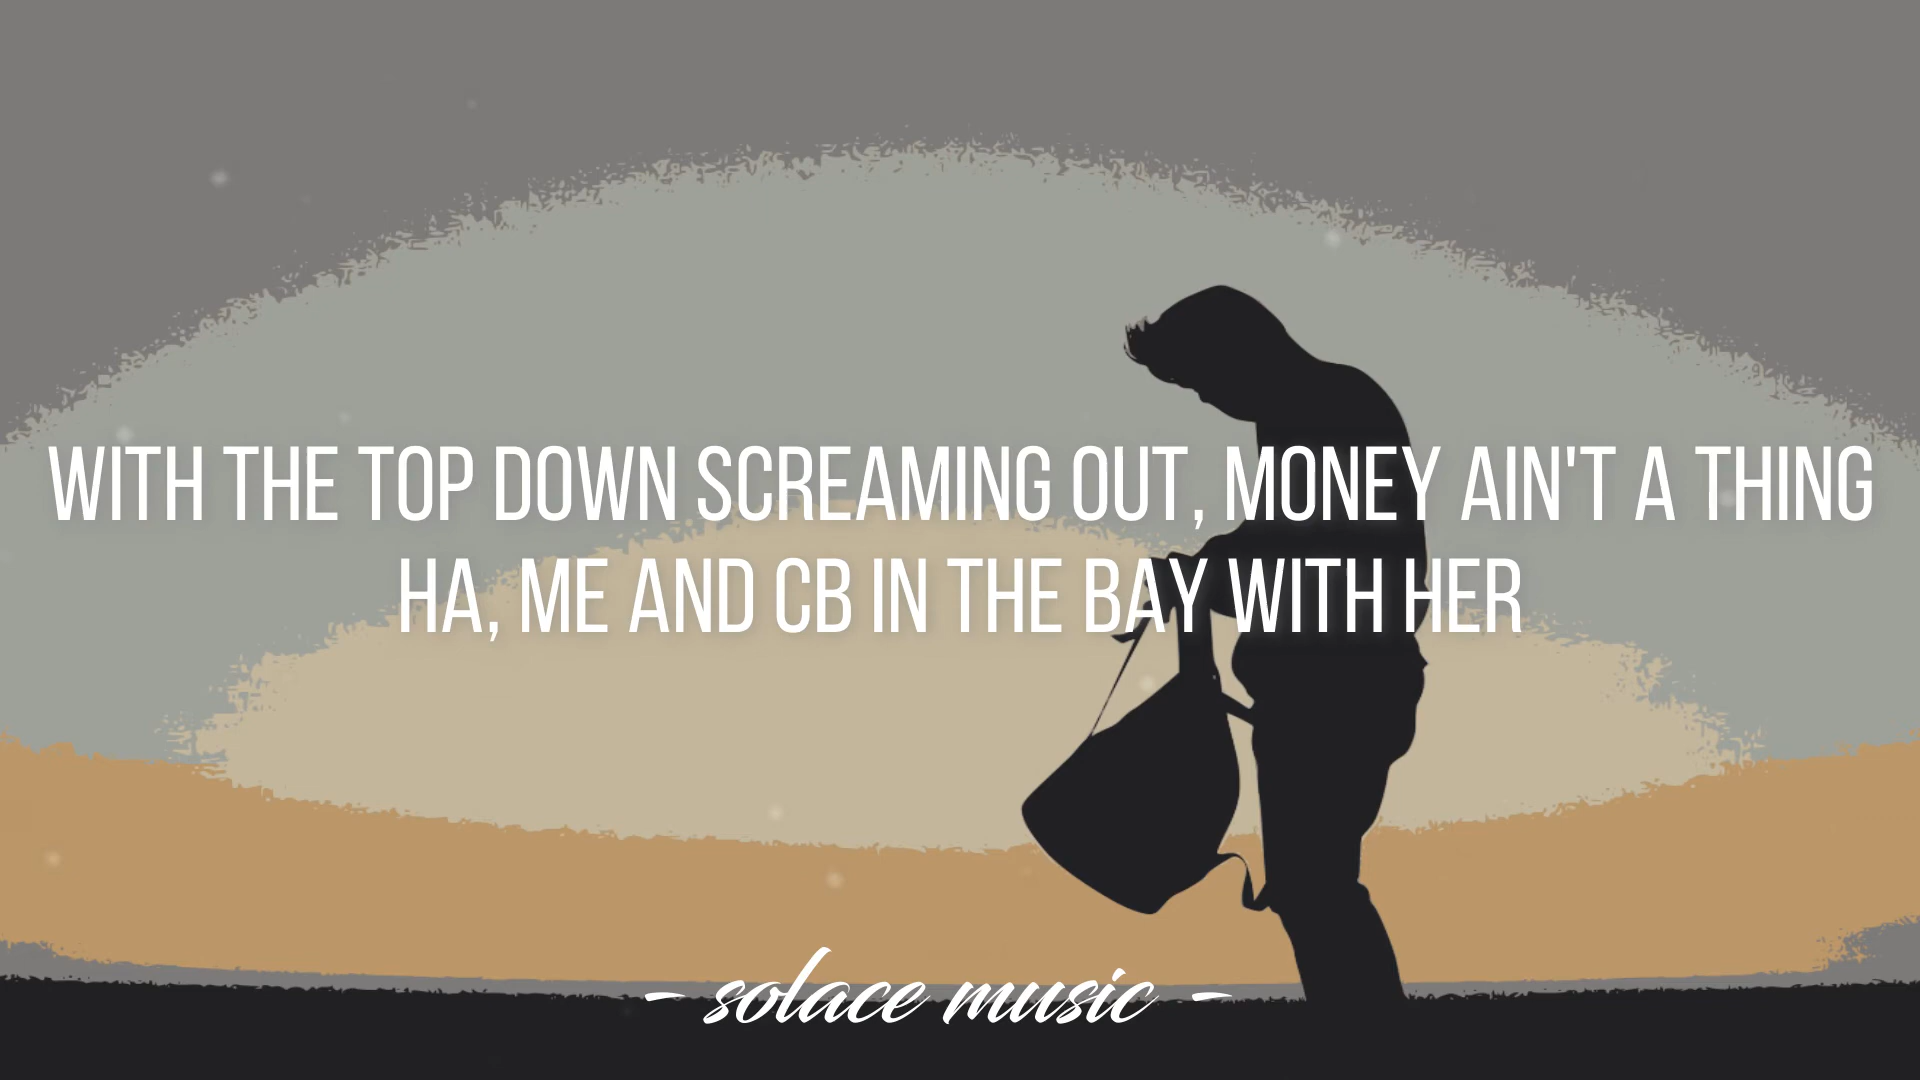 WITH THE TOP DOWN SCREAMING OUT, MONEY AIN'T A THING
HA, ME AND CB IN THE BAY WITH HER
- solace music -